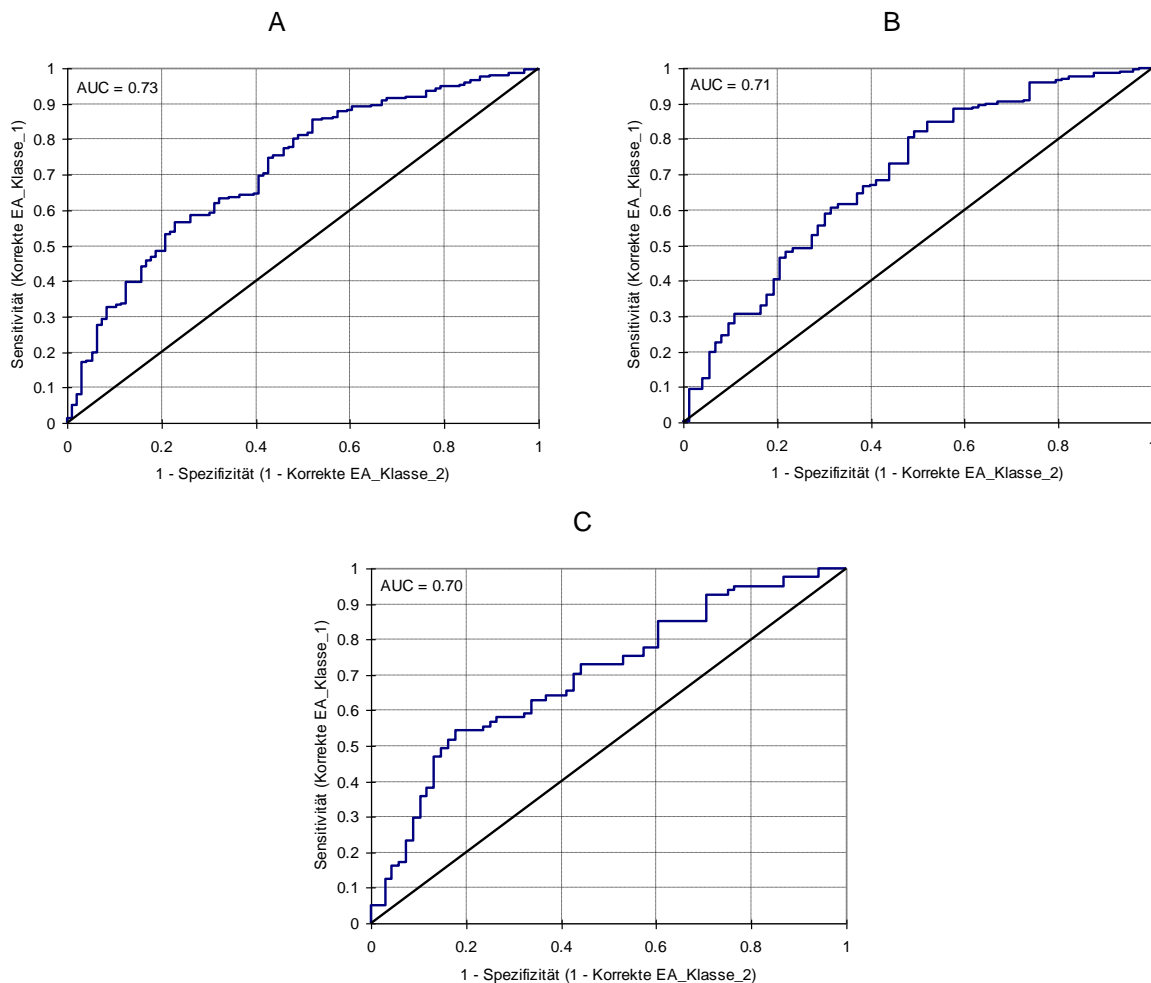 A
AUC = 0.73
Sensitivität (Korrekte EA_Klasse_1)
1
0.9
0.8
0.7
0.6
0.5
0.4
0.3
0.2
0.1
0
0 0.2 0.4 0.6 0.8 1
1 - Spezifizität (1 - Korrekte EA_Klasse_2)
B
AUC = 0.71
Sensitivität (Korrekte EA_Klasse_1)
1
0.9
0.8
0.7
0.6
0.5
0.4
0.3
0.2
0.1
0
0 0.2 0.4 0.6 0.8 1
1 - Spezifizität (1 - Korrekte EA_Klasse_2)
C
AUC = 0.70
Sensitivität (Korrekte EA_Klasse_1)
1
0.9
0.8
0.7
0.6
0.5
0.4
0.3
0.2
0.1
0
0 0.2 0.4 0.6 0.8 1
1 - Spezifizität (1 - Korrekte EA_Klasse_2)